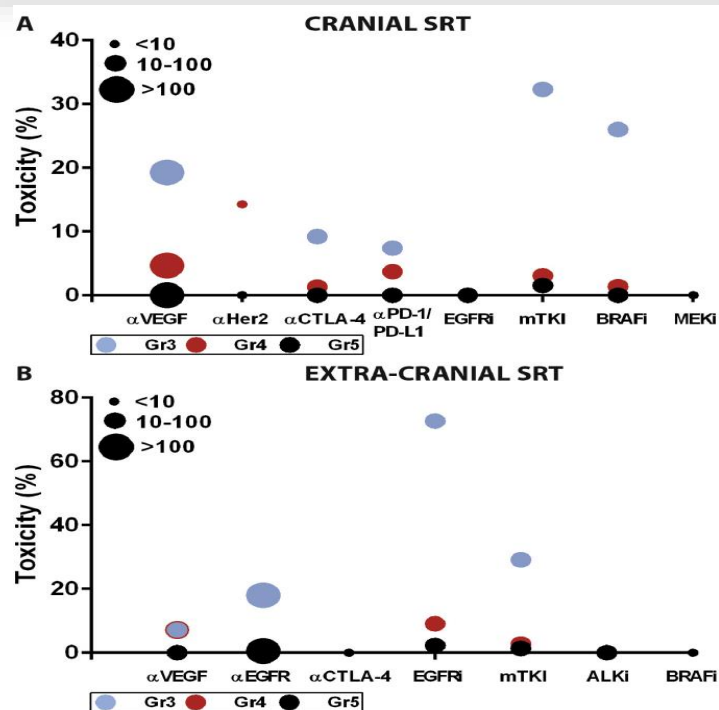 A CRANIAL SRT
Toxicity (%)
40
30
20
10
0
<10
10-100
>100
αVEGF αHer2 αCTLA-4 αPD-1/ EGFRi mTKI BRAFi MEKi
PD-L1
Gr3 Gr4 Gr5
B EXTRA-CRANIAL SRT
Toxicity (%)
80
60
40
20
0
<10
10-100
>100
αVEGF αEGFR αCTLA-4 EGFRi mTKI ALKi BRAFi
Gr3 Gr4 Gr5